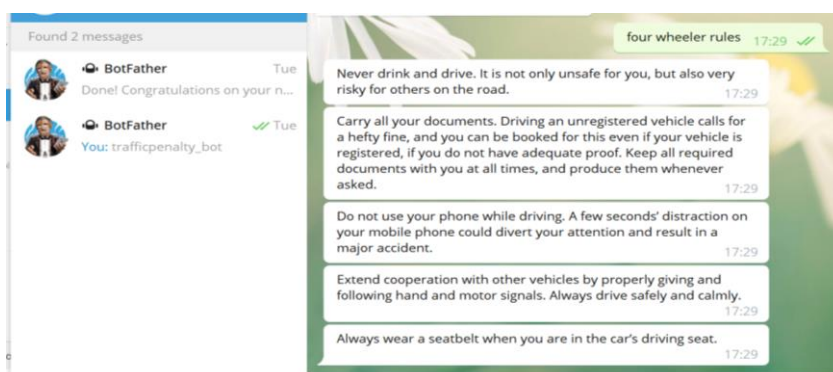 Found 2 messages
BotFather Tue
Done! Congratulations on your n...
BotFather Tue
You: trafficpenalty_bot
four wheeler rules 17:29
Never drink and drive. It is not only unsafe for you, but also very
risky for others on the road. 17:29
Carry all your documents. Driving an unregistered vehicle calls for
a hefty fine, and you can be booked for this even if your vehicle is
registered, if you do not have adequate proof. Keep all required
documents with you at all times, and produce them whenever
asked. 17:29
Do not use your phone while driving. A few seconds’ distraction on
your mobile phone could divert your attention and result in a
major accident. 17:29
Extend cooperation with other vehicles by properly giving and
following hand and motor signals. Always drive safely and calmly.
17:29
Always wear a seatbelt when you are in the car’s driving seat.
17:29